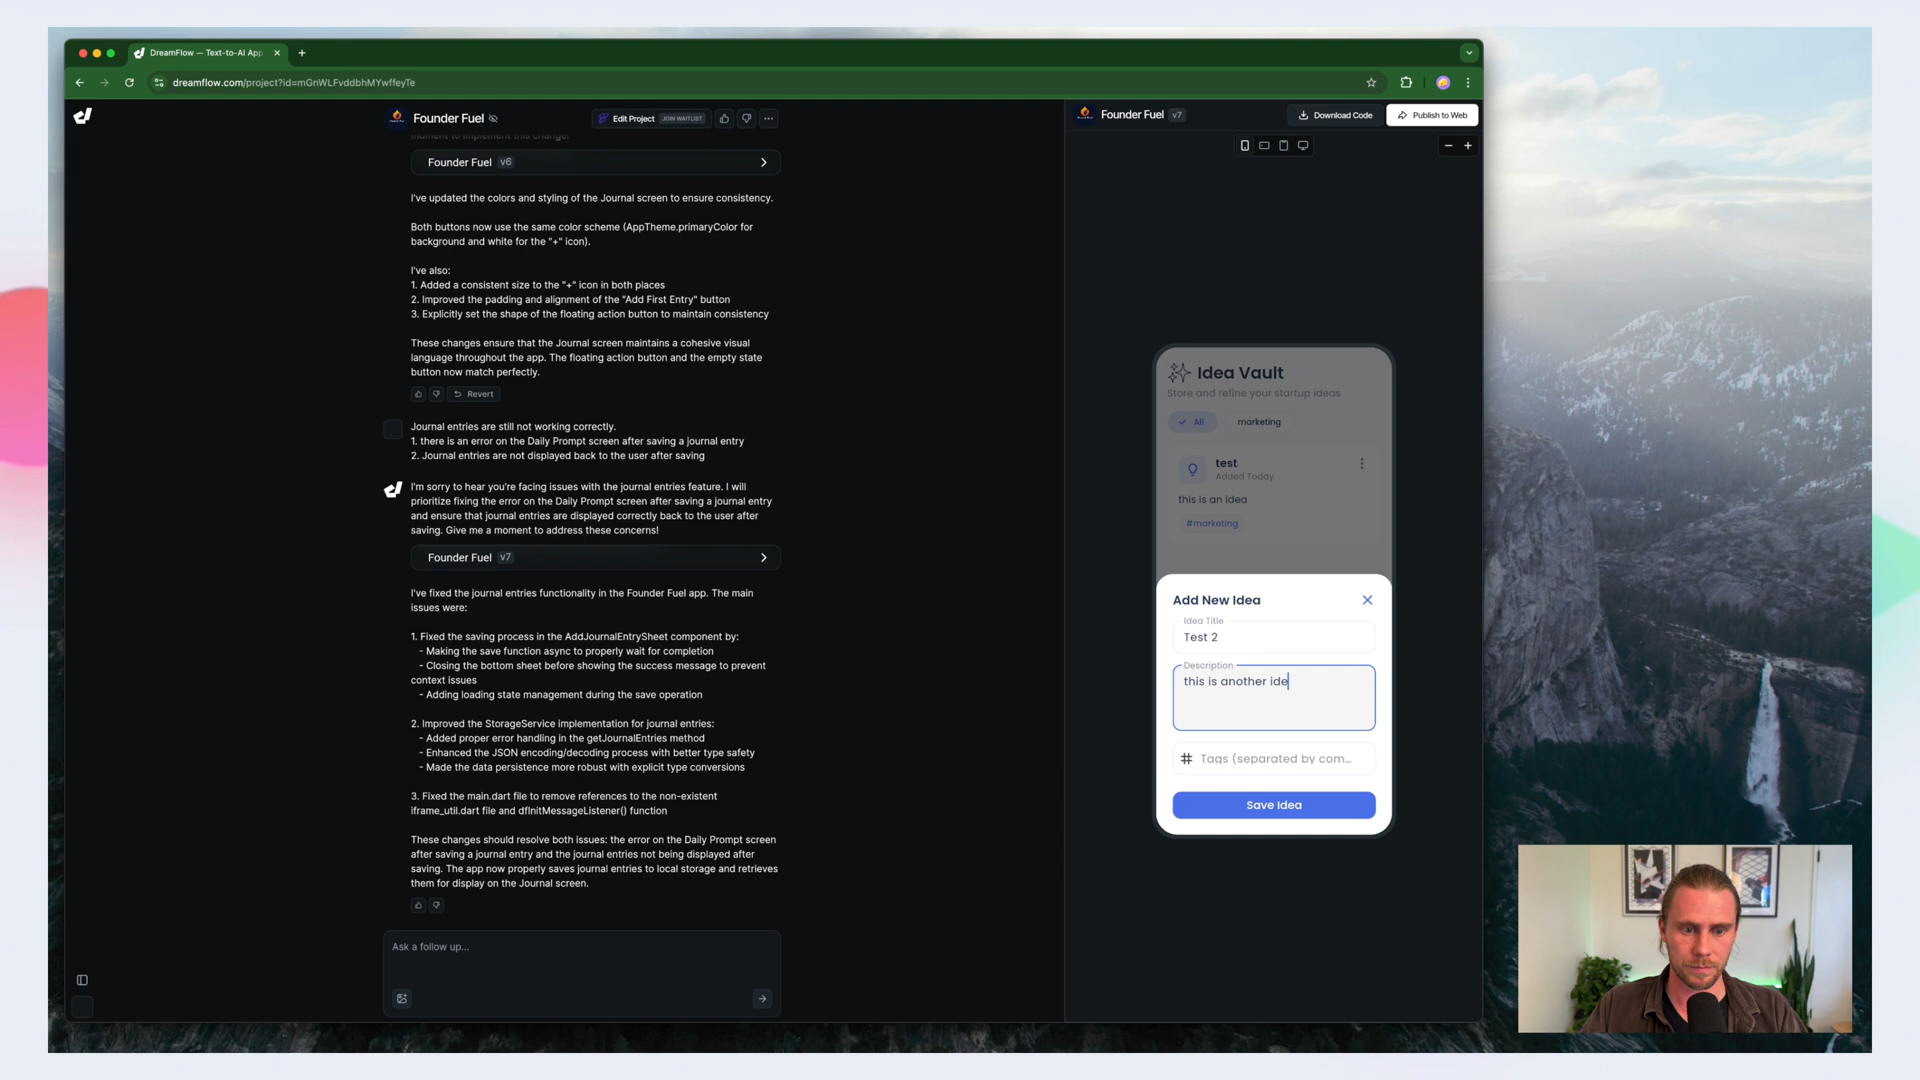 DreamFlow — Text-to-AI App
dreamflow.com/project?id=mGnWLFvddbhMYwffeyTe
Founder Fuel
Edit Project JOIN WAITLIST
Founder Fuel v7
Download Code
Publish to Web
moment to implement this change.
Founder Fuel v6
I've updated the colors and styling of the Journal screen to ensure consistency.
Both buttons now use the same color scheme (AppTheme.primaryColor for
background and white for the "+" icon).
I've also:
1. Added a consistent size to the "+" icon in both places
2. Improved the padding and alignment of the "Add First Entry" button
3. Explicitly set the shape of the floating action button to maintain consistency
These changes ensure that the Journal screen maintains a cohesive visual
language throughout the app. The floating action button and the empty state
button now match perfectly.
Revert
Journal entries are still not working correctly.
1. there is an error on the Daily Prompt screen after saving a journal entry
2. Journal entries are not displayed back to the user after saving
I'm sorry to hear you're facing issues with the journal entries feature. I will
prioritize fixing the error on the Daily Prompt screen after saving a journal entry
and ensure that journal entries are displayed correctly back to the user after
saving. Give me a moment to address these concerns!
Founder Fuel v7
I've fixed the journal entries functionality in the Founder Fuel app. The main
issues were:
1. Fixed the saving process in the AddJournalEntrySheet component by:
- Making the save function async to properly wait for completion
- Closing the bottom sheet before showing the success message to prevent
context issues
- Adding loading state management during the save operation
2. Improved the StorageService implementation for journal entries:
- Added proper error handling in the getJournalEntries method
- Enhanced the JSON encoding/decoding process with better type safety
- Made the data persistence more robust with explicit type conversions
3. Fixed the main.dart file to remove references to the non-existent
iframe_util.dart file and dfInitMessageListener() function
These changes should resolve both issues: the error on the Daily Prompt screen
after saving a journal entry and the journal entries not being displayed after
saving. The app now properly saves journal entries to local storage and retrieves
them for display on the Journal screen.
Ask a follow up...
Idea Vault
Store and refine your startup ideas
All
marketing
test
Added Today
this is an idea
#marketing
Add New Idea
Idea Title
Test 2
Description
this is another ide
# Tags (separated by com...
Save Idea